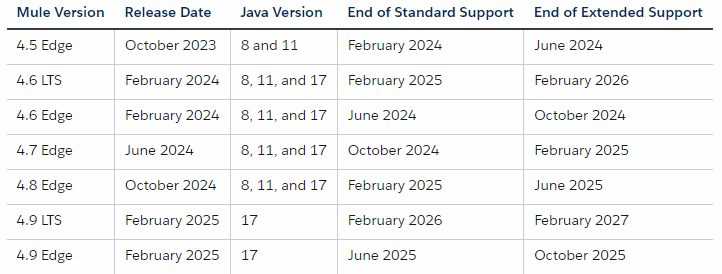 Mule Version Release Date Java Version End of Standard Support End of Extended Support
4.5 Edge October 2023 8 and 11 February 2024 June 2024
4.6 LTS February 2024 8, 11, and 17 February 2025 February 2026
4.6 Edge February 2024 8, 11, and 17 June 2024 October 2024
4.7 Edge June 2024 8, 11, and 17 October 2024 February 2025
4.8 Edge October 2024 8, 11, and 17 February 2025 June 2025
4.9 LTS February 2025 17 February 2026 February 2027
4.9 Edge February 2025 17 June 2025 October 2025